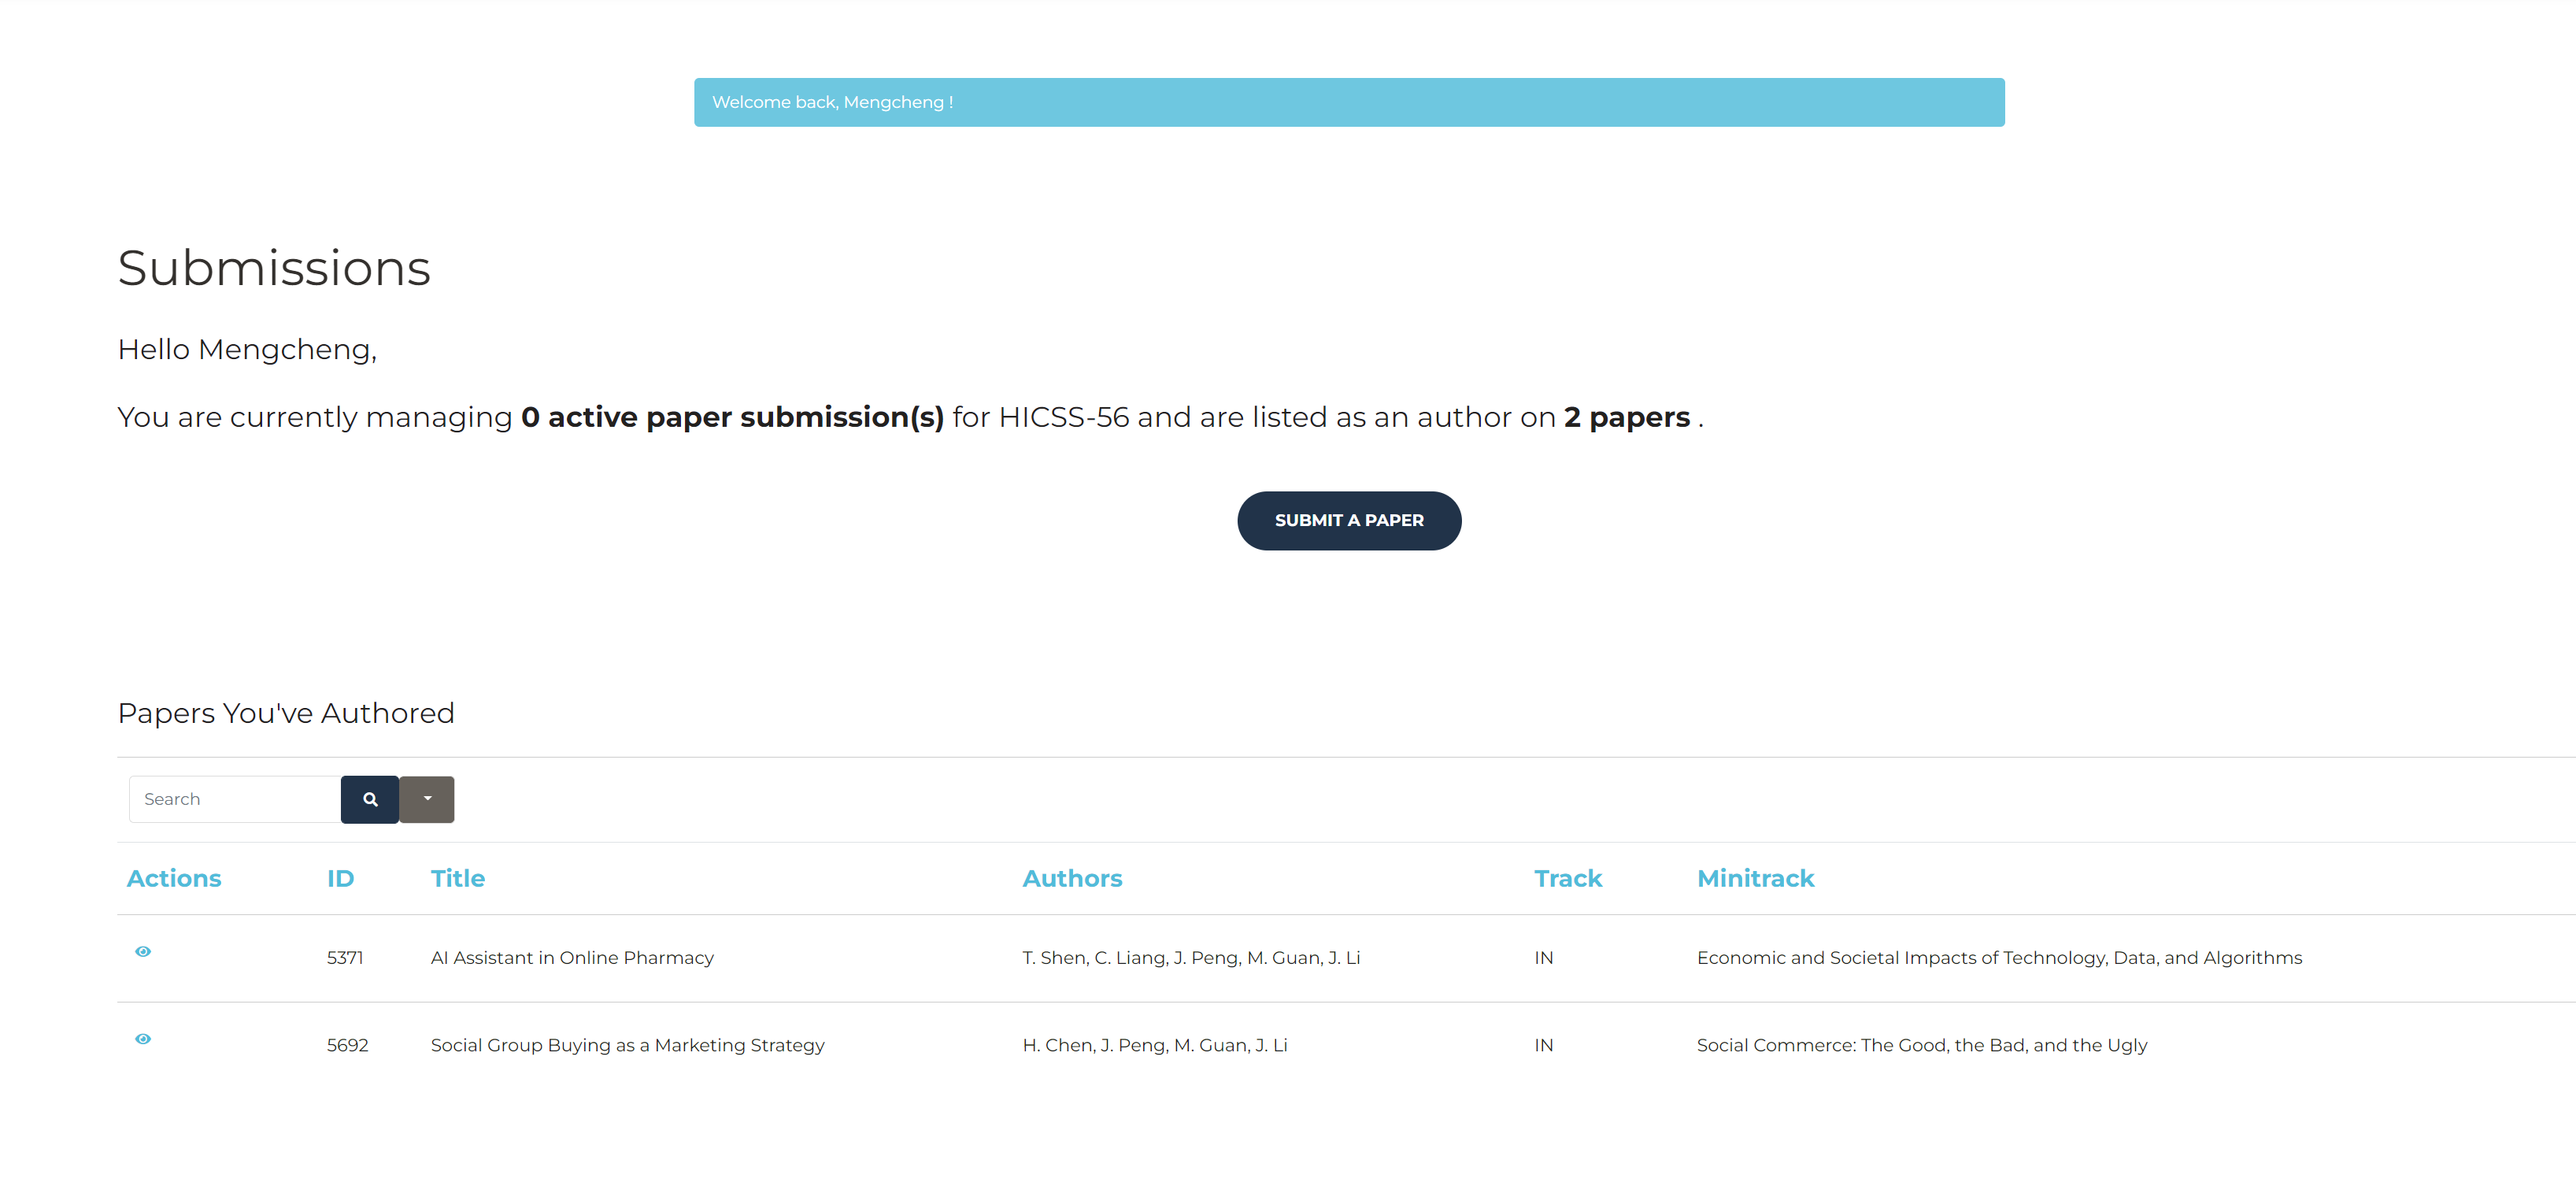 Welcome back, Mengcheng !
Submissions
Hello Mengcheng,
You are currently managing 0 active paper submission(s) for HICSS-56 and are listed as an author on 2 papers .
SUBMIT A PAPER
Papers You've Authored
Search
Actions ID Title Authors Track Minitrack
5371 AI Assistant in Online Pharmacy T. Shen, C. Liang, J. Peng, M. Guan, J. Li IN Economic and Societal Impacts of Technology, Data, and Algorithms
5692 Social Group Buying as a Marketing Strategy H. Chen, J. Peng, M. Guan, J. Li IN Social Commerce: The Good, the Bad, and the Ugly